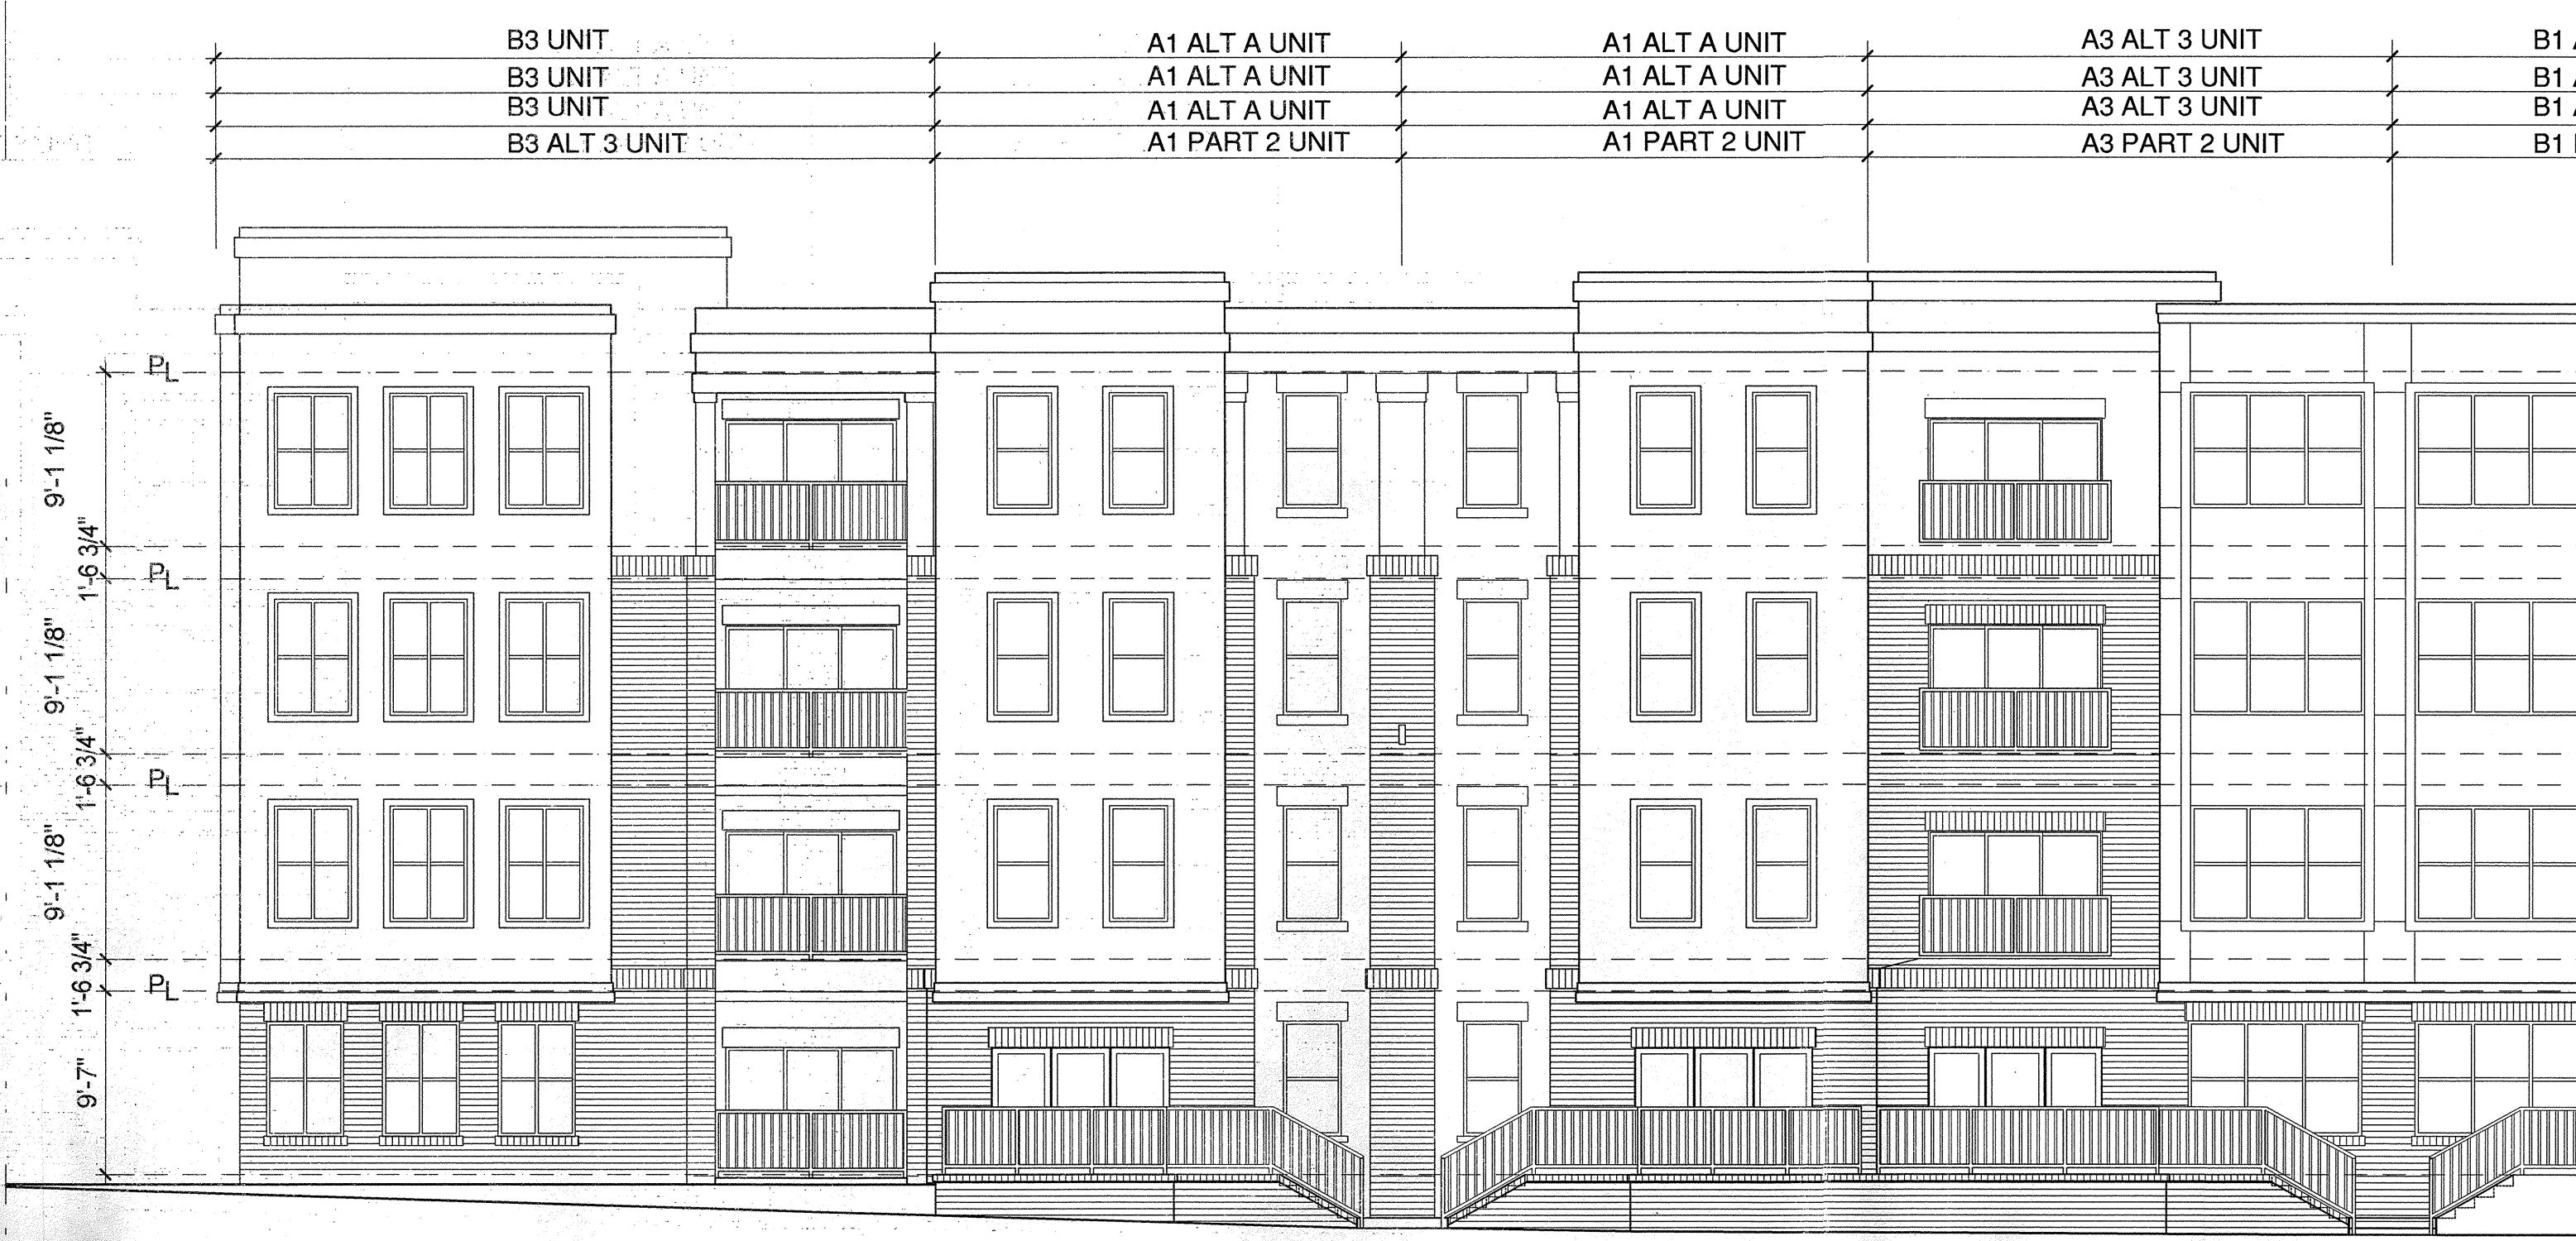 B3 UNIT A1 ALT A UNIT A1 ALT A UNIT A3 ALT 3 UNIT B1
B3 UNIT A1 ALT A UNIT A1 ALT A UNIT A3 ALT 3 UNIT B1
B3 UNIT A1 ALT A UNIT A1 ALT A UNIT A3 ALT 3 UNIT B1
B3 ALT 3 UNIT A1 PART 2 UNIT A1 PART 2 UNIT A3 PART 2 UNIT B1
PL
9'-1 1/8"
1'-6 3/4"
PL
9'-1 1/8"
1'-6 3/4"
PL
9'-1 1/8"
1'-6 3/4"
PL
9'-7"